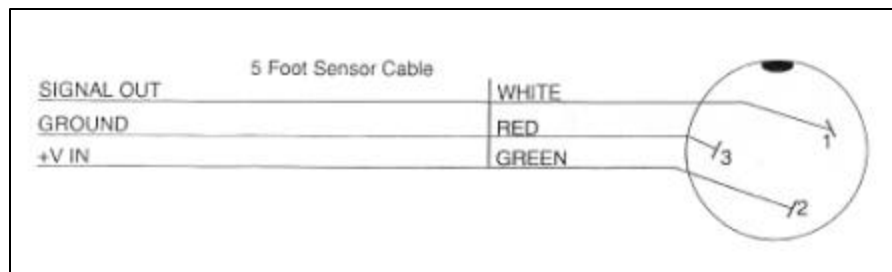 5 Foot Sensor Cable
SIGNAL OUT WHITE
GROUND RED
+V IN GREEN
1
3
2